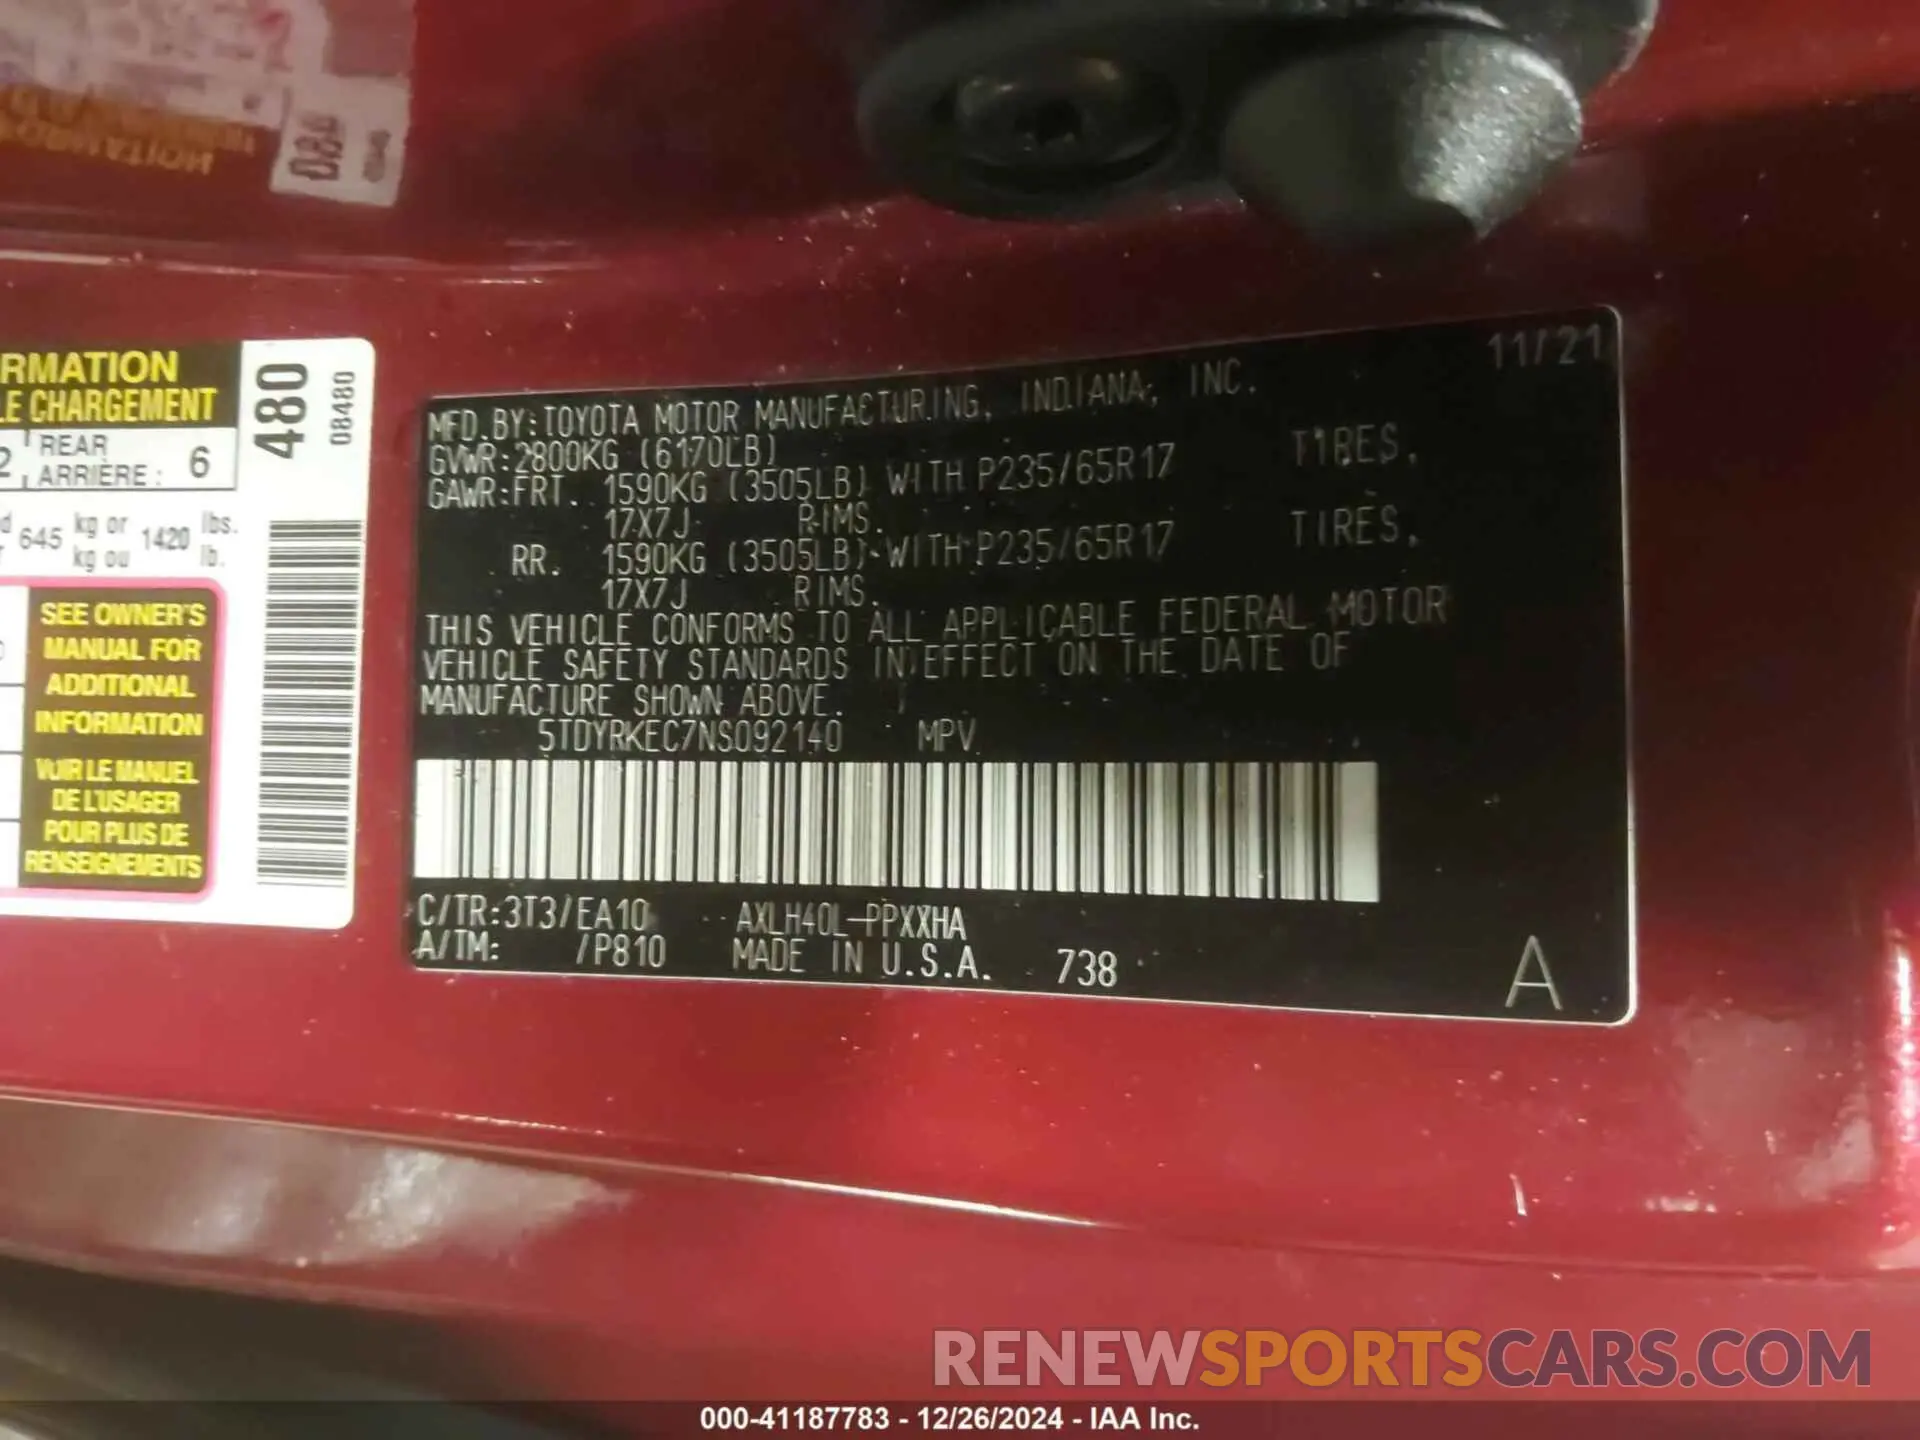 RMATION
LE CHARGEMENT
2 REAR
ARRIÈRE : 6
645 kg or 1420 lbs.
kg ou lb.
SEE OWNER'S
MANUAL FOR
ADDITIONAL
INFORMATION
VOIR LE MANUEL
DE L'USAGER
POUR PLUS DE
RENSEIGNEMENTS
480
08480
11/21
MFD. BY: TOYOTA MOTOR MANUFACTURING, INDIANA, INC.
GVWR: 2800KG (6170LB)
GAWR: FRT. 1590KG (3505LB) WITH P235/65R17 TIRES,
17X7J RIMS.
RR. 1590KG (3505LB) WITH P235/65R17 TIRES,
17X7J RIMS.
THIS VEHICLE CONFORMS TO ALL APPLICABLE FEDERAL MOTOR
VEHICLE SAFETY STANDARDS IN EFFECT ON THE DATE OF
MANUFACTURE SHOWN ABOVE.
5TDYRKEC7NS092140 MPV
C/TR: 3T3/EA10 AXLH40L-PPXXHA
A/TM: /P810 MADE IN U.S.A. 738
A
RENEWSPORTSCARS.COM
000-41187783 - 12/26/2024 - IAA Inc.